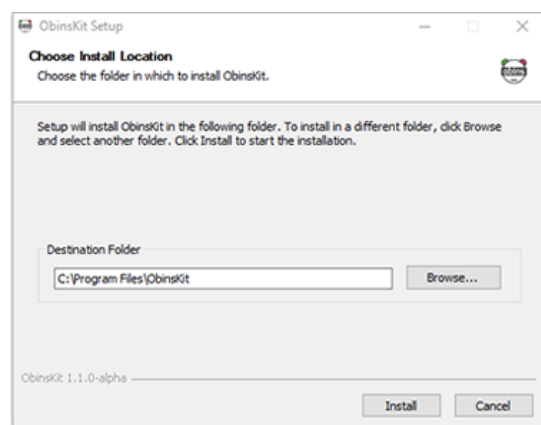 ObinsKit Setup
Choose Install Location
Choose the folder in which to install ObinsKit.
obins
Setup will install ObinsKit in the following folder. To install in a different folder, click Browse
and select another folder. Click Install to start the installation.
Destination Folder
C:\Program Files\ObinsKit
Browse...
ObinsKit 1.1.0-alpha
Install
Cancel